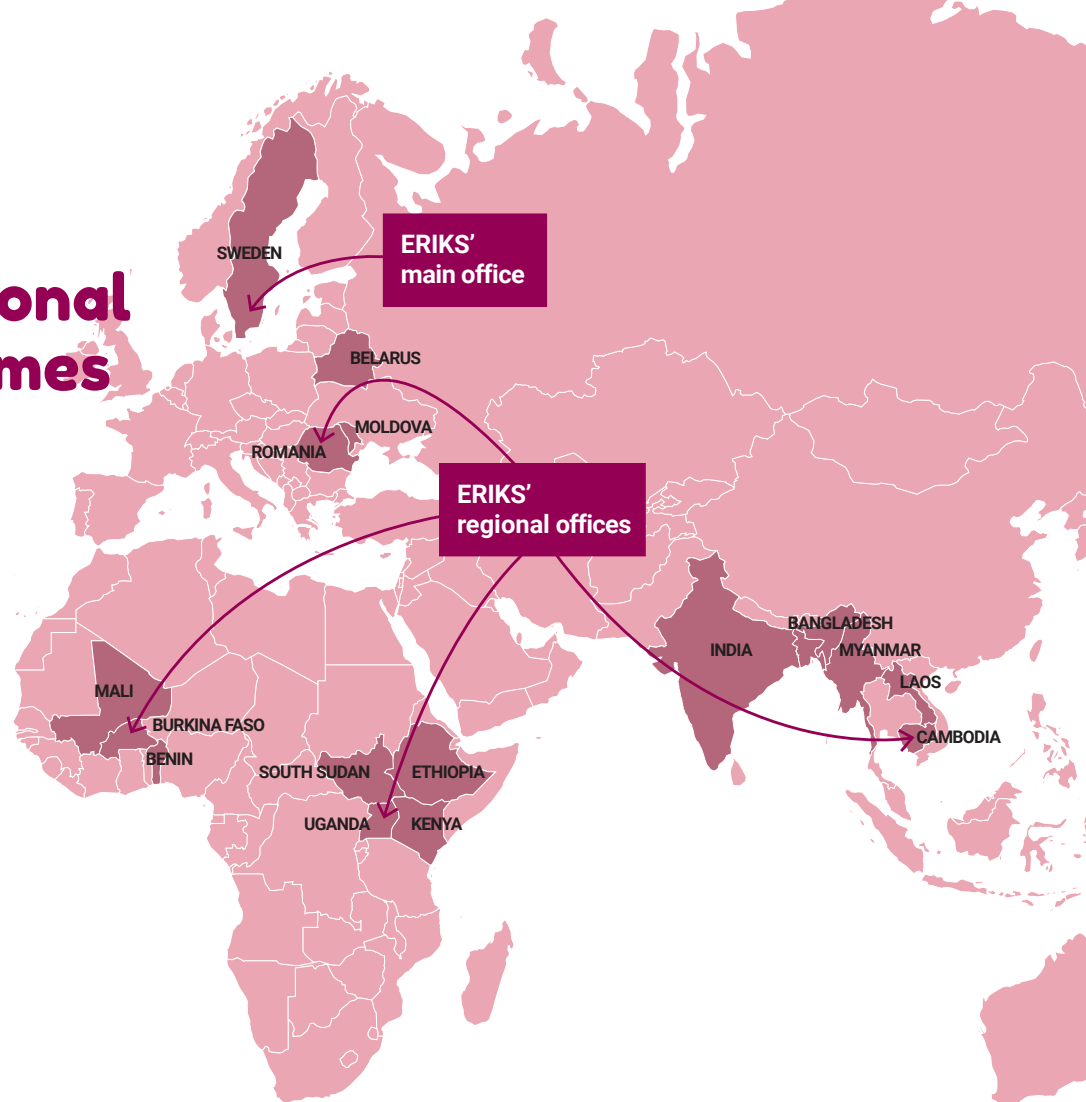 onal
mes
SWEDEN
ERIKS’
main office
BELARUS
MOLDOVA
ROMANIA
ERIKS’
regional offices
MALI
BURKINA FASO
BENIN
SOUTH SUDAN
ETHIOPIA
UGANDA
KENYA
INDIA
BANGLADESH
MYANMAR
LAOS
CAMBODIA